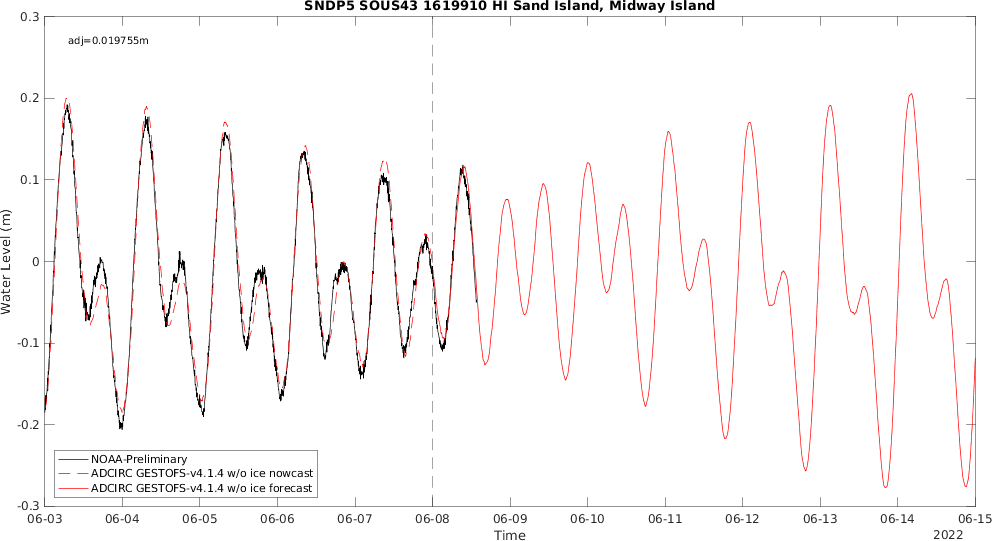 SNDP5 SOUS43 1619910 HI Sand Island, Midway Island
adj=0.019755m
0.3
0.2
0.1
0
-0.1
-0.2
-0.3
Water Level (m)
NOAA-Preliminary
ADCIRC GESTOFS-v4.1.4 w/o ice nowcast
ADCIRC GESTOFS-v4.1.4 w/o ice forecast
06-03 06-04 06-05 06-06 06-07 06-08 06-09 06-10 06-11 06-12 06-13 06-14 06-15
Time
2022